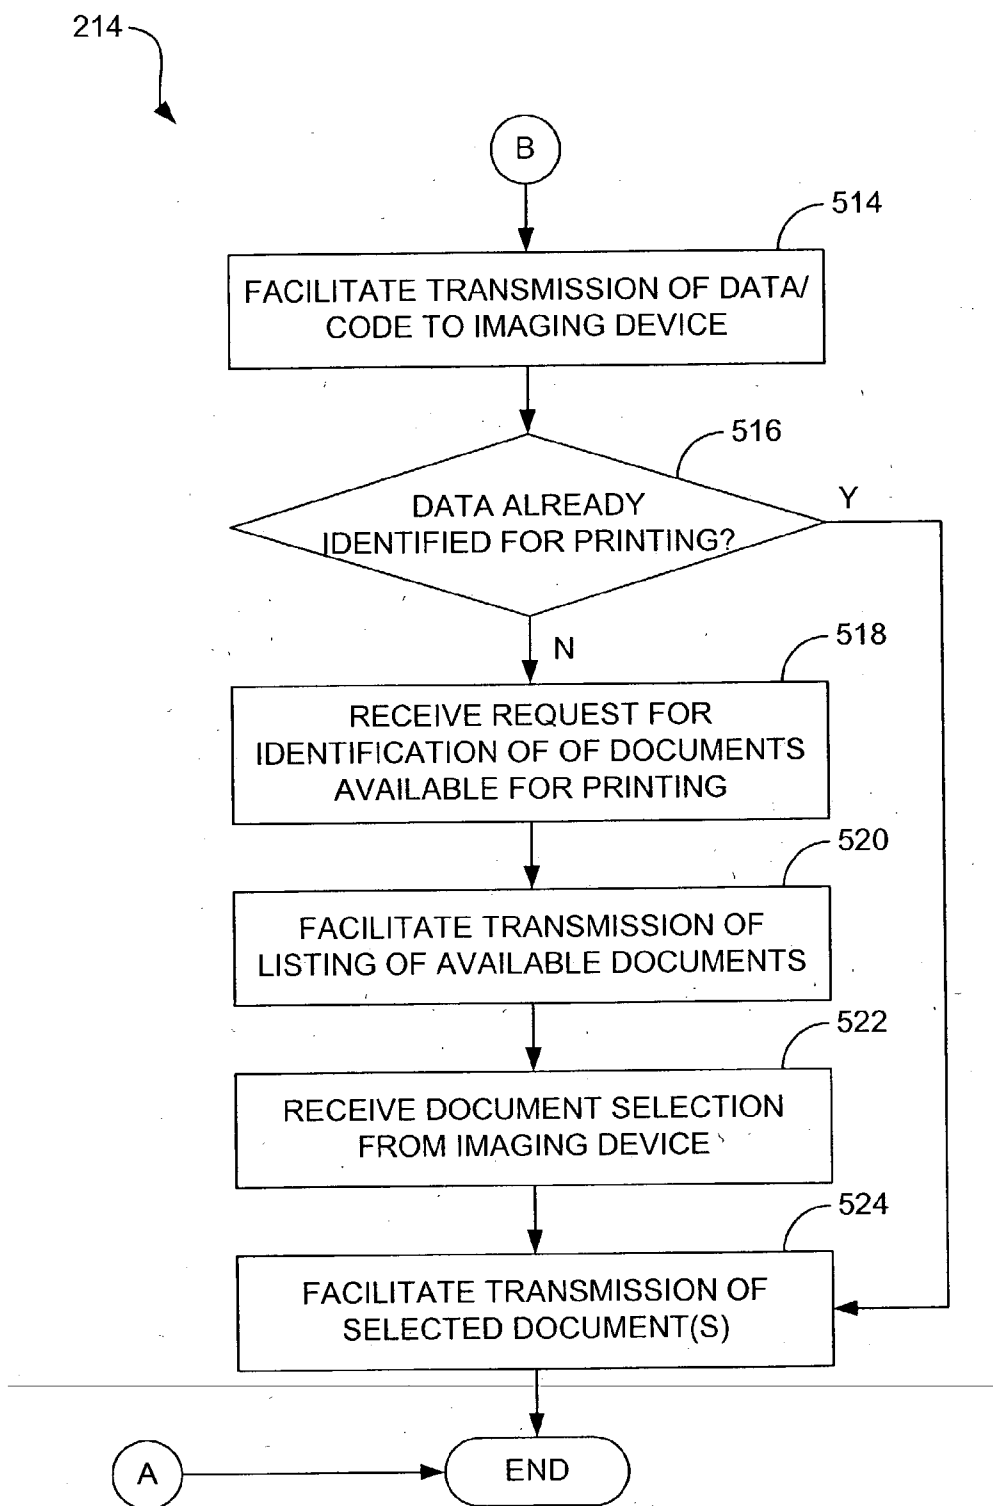 214
B
514
FACILITATE TRANSMISSION OF DATA/
CODE TO IMAGING DEVICE
516
DATA ALREADY
IDENTIFIED FOR PRINTING?
Y
N
518
RECEIVE REQUEST FOR
IDENTIFICATION OF OF DOCUMENTS
AVAILABLE FOR PRINTING
520
FACILITATE TRANSMISSION OF
LISTING OF AVAILABLE DOCUMENTS
522
RECEIVE DOCUMENT SELECTION
FROM IMAGING DEVICE
524
FACILITATE TRANSMISSION OF
SELECTED DOCUMENT(S)
A
END